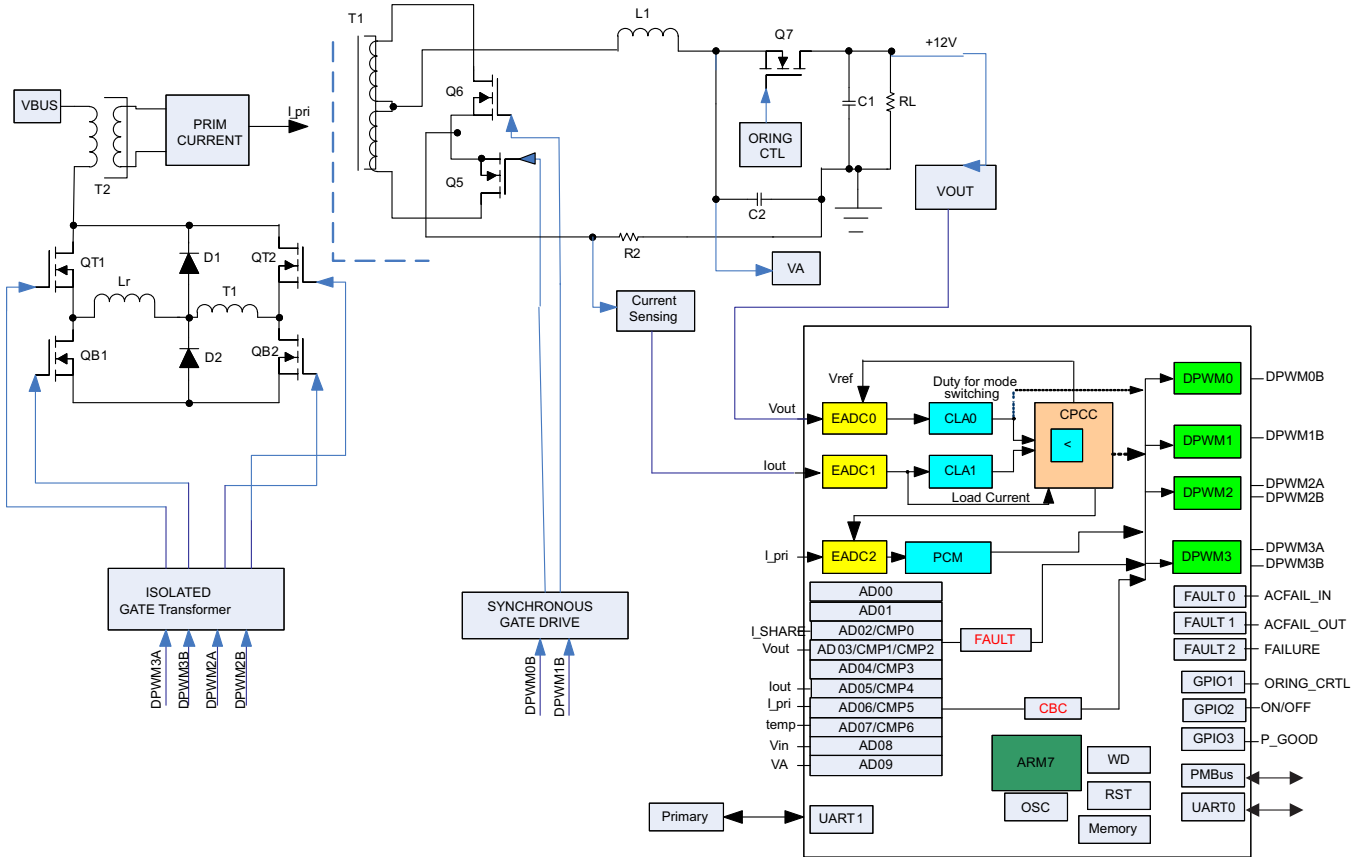 T1
L1
Q7
+12V
VBUS
PRIM
CURRENT
I_pri
Q6
C1
RL
ORING
CTL
T2
Q5
VOUT
C2
R2
VA
QT1
D1
QT2
Lr
T1
Current
Sensing
QB1
D2
QB2
Vref
Duty for mode
switching
DPWM0
DPWM0B
Vout
EADC0
CLA0
CPCC
<
DPWM1
DPWM1B
Iout
EADC1
CLA1
Load Current
DPWM2
DPWM2A
DPWM2B
I_pri
EADC2
PCM
DPWM3
DPWM3A
DPWM3B
ISOLATED
GATE Transformer
SYNCHRONOUS
GATE DRIVE
DPWM3A
DPWM3B
DPWM2A
DPWM2B
DPWM0B
DPWM1B
AD00
AD01
I_SHARE
AD02/CMP0
Vout
AD03/CMP1/CMP2
AD04/CMP3
Iout
AD05/CMP4
I_pri
AD06/CMP5
temp
AD07/CMP6
Vin
AD08
VA
AD09
FAULT
CBC
FAULT 0
ACFAIL_IN
FAULT 1
ACFAIL_OUT
FAULT 2
FAILURE
GPIO1
ORING_CRTL
GPIO2
ON/OFF
GPIO3
P_GOOD
ARM7
WD
PMBus
OSC
RST
UART0
Memory
Primary
UART1